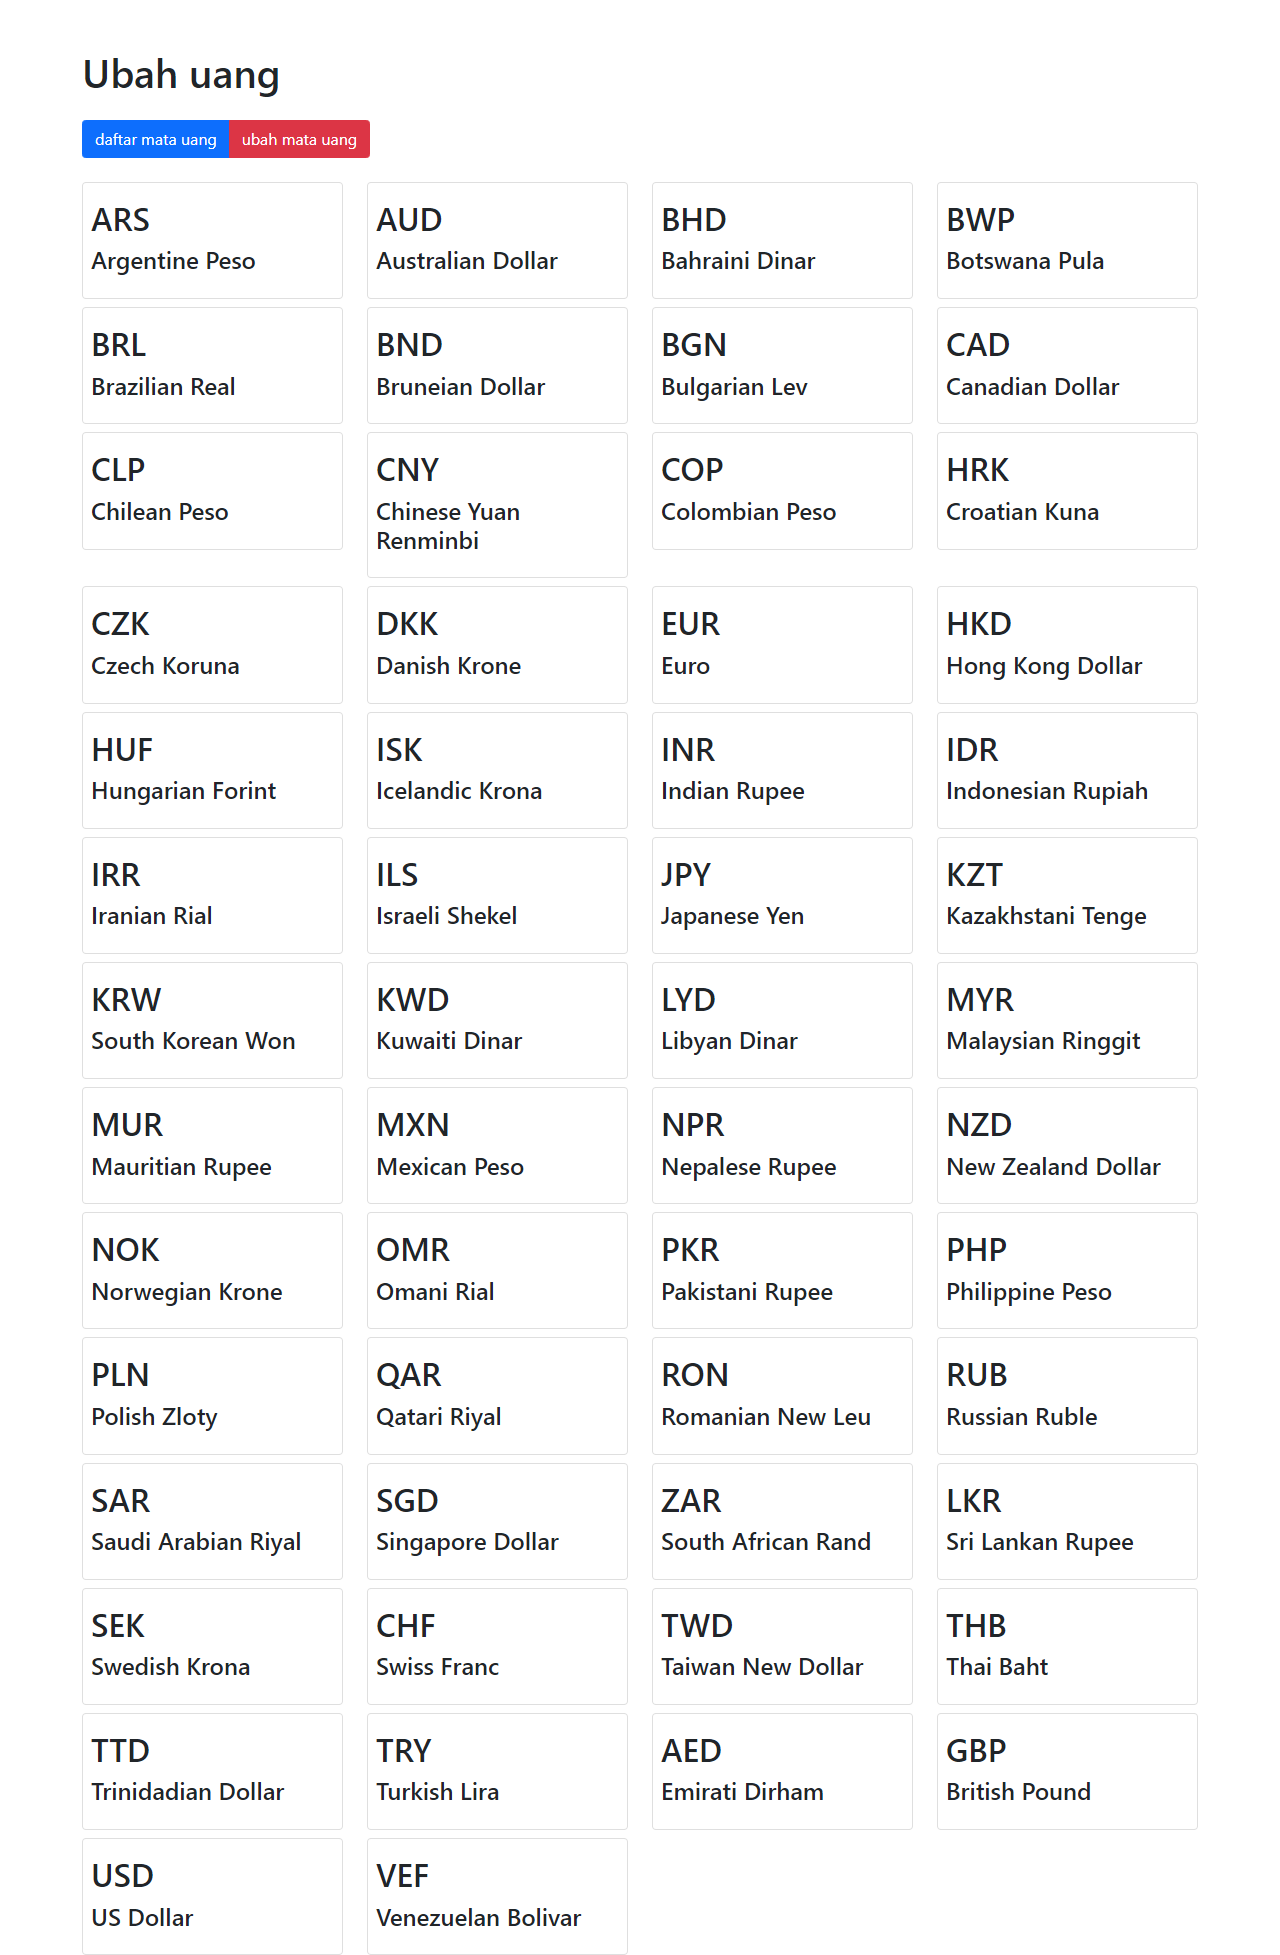 Ubah uang
daftar mata uang
ubah mata uang
ARS
Argentine Peso
AUD
Australian Dollar
BHD
Bahraini Dinar
BWP
Botswana Pula
BRL
Brazilian Real
BND
Bruneian Dollar
BGN
Bulgarian Lev
CAD
Canadian Dollar
CLP
Chilean Peso
CNY
Chinese Yuan
Renminbi
COP
Colombian Peso
HRK
Croatian Kuna
CZK
Czech Koruna
DKK
Danish Krone
EUR
Euro
HKD
Hong Kong Dollar
HUF
Hungarian Forint
ISK
Icelandic Krona
INR
Indian Rupee
IDR
Indonesian Rupiah
IRR
Iranian Rial
ILS
Israeli Shekel
JPY
Japanese Yen
KZT
Kazakhstani Tenge
KRW
South Korean Won
KWD
Kuwaiti Dinar
LYD
Libyan Dinar
MYR
Malaysian Ringgit
MUR
Mauritian Rupee
MXN
Mexican Peso
NPR
Nepalese Rupee
NZD
New Zealand Dollar
NOK
Norwegian Krone
OMR
Omani Rial
PKR
Pakistani Rupee
PHP
Philippine Peso
PLN
Polish Zloty
QAR
Qatari Riyal
RON
Romanian New Leu
RUB
Russian Ruble
SAR
Saudi Arabian Riyal
SGD
Singapore Dollar
ZAR
South African Rand
LKR
Sri Lankan Rupee
SEK
Swedish Krona
CHF
Swiss Franc
TWD
Taiwan New Dollar
THB
Thai Baht
TTD
Trinidadian Dollar
TRY
Turkish Lira
AED
Emirati Dirham
GBP
British Pound
USD
US Dollar
VEF
Venezuelan Bolivar